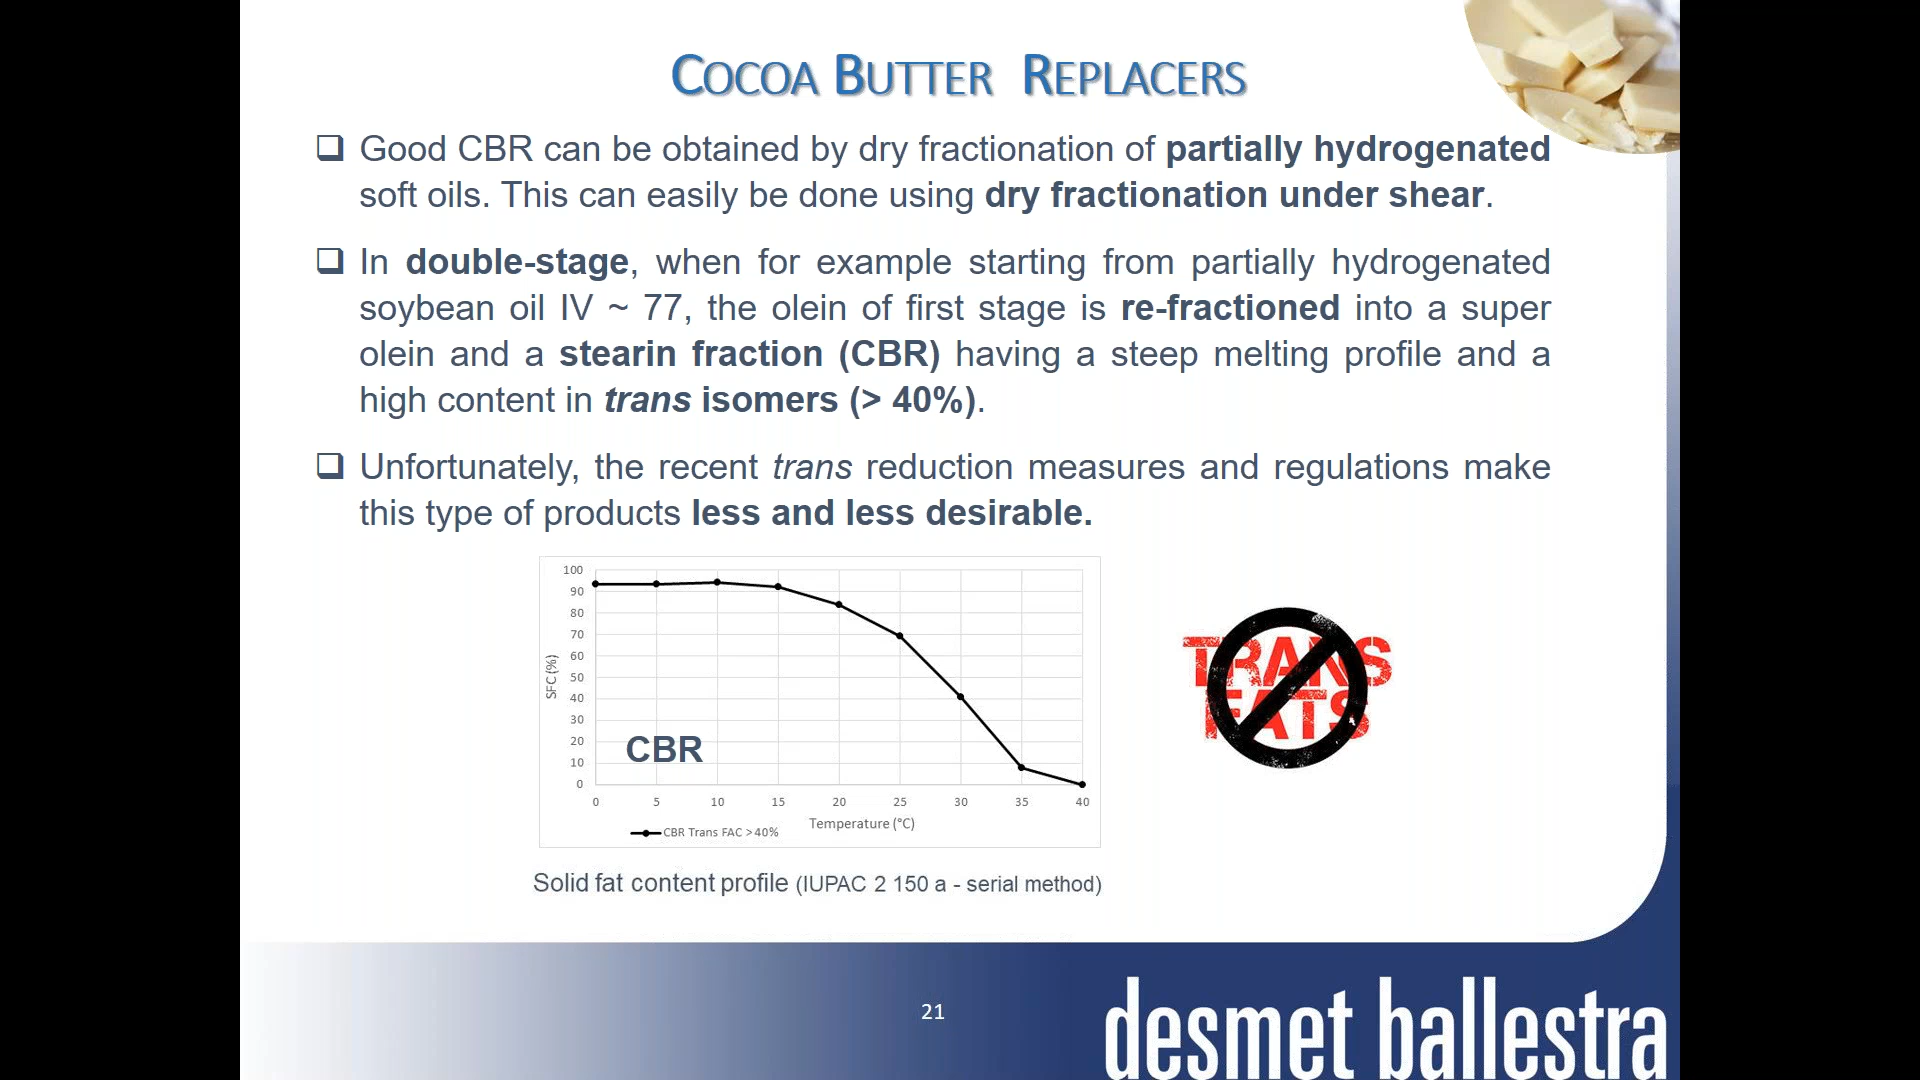 COCOA BUTTER REPLACERS
❑ Good CBR can be obtained by dry fractionation of partially hydrogenated
soft oils. This can easily be done using dry fractionation under shear.
❑ In double-stage, when for example starting from partially hydrogenated
soybean oil IV ~ 77, the olein of first stage is re-fractioned into a super
olein and a stearin fraction (CBR) having a steep melting profile and a
high content in trans isomers (> 40%).
❑ Unfortunately, the recent trans reduction measures and regulations make
this type of products less and less desirable.
100
90
80
70
60
50
40
30
20
10
0
SFC (%)
CBR
0 5 10 15 20 25 30 35 40
Temperature (°C)
CBR Trans FAC >40%
TRANS
FATS
Solid fat content profile (IUPAC 2 150 a - serial method)
21
desmet ballestra